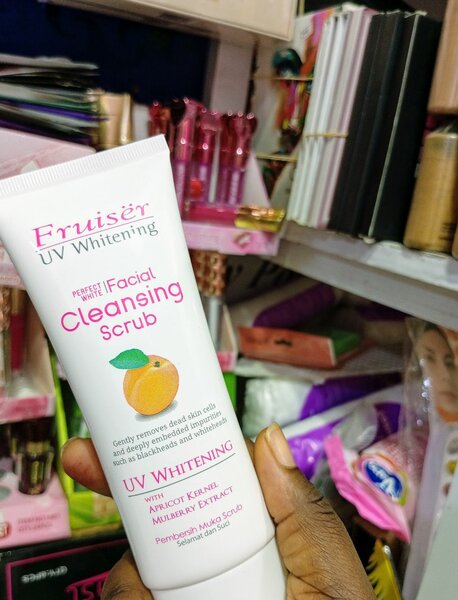 Fruisër
UV Whitening
PERFECT WHITE
Facial
Cleansing
Scrub
Gently removes dead skin cells
and deeply embedded impurities
such as blackheads and whiteheads
UV WHITENING
WITH
APRICOT KERNEL
MULBERRY EXTRACT
Pembersih Muka Scrub
Selamat dan Suci